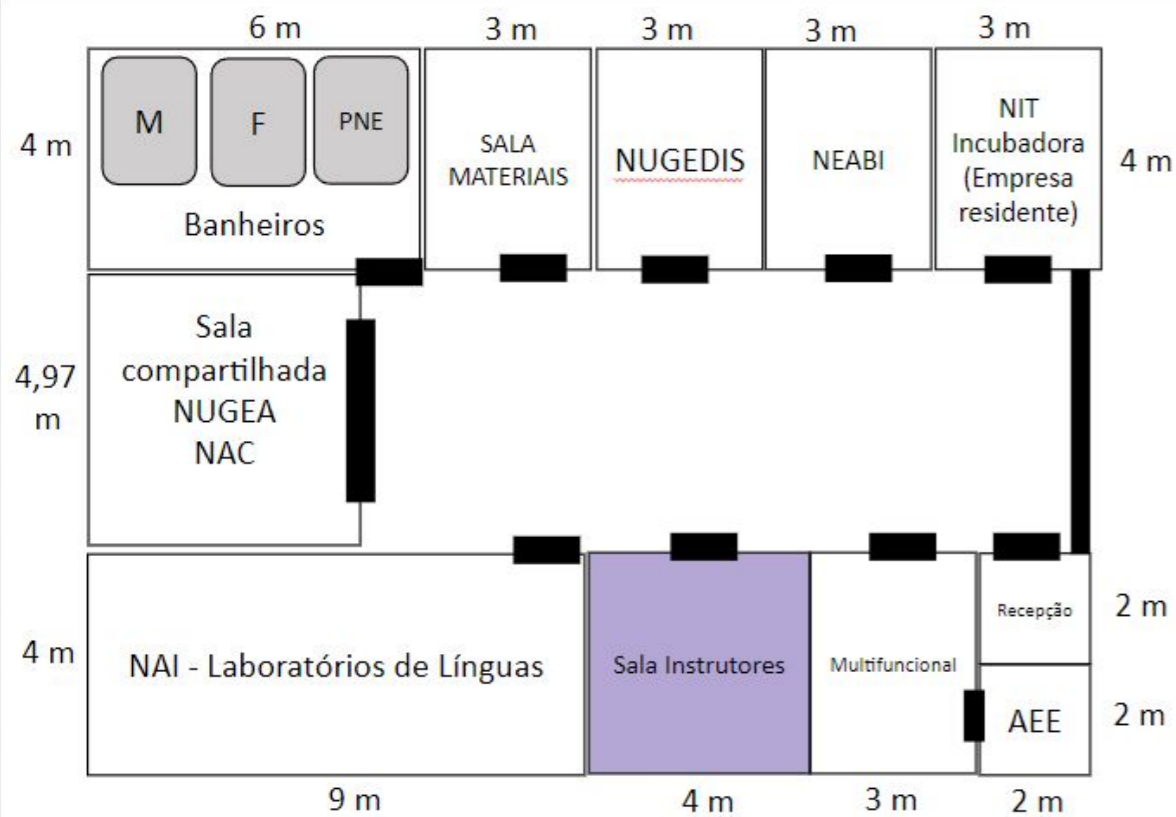 6 m
3 m
3 m
3 m
3 m
4 m
M
F
PNE
Banheiros
SALA
MATERIAIS
NUGEDIS
NEABI
NIT
Incubadora
(Empresa
residente)
4 m
4,97
m
Sala
compartilhada
NUGEA
NAC
4 m
NAI - Laboratórios de Línguas
Sala Instrutores
Multifuncional
Recepção
2 m
AEE
2 m
9 m
4 m
3 m
2 m